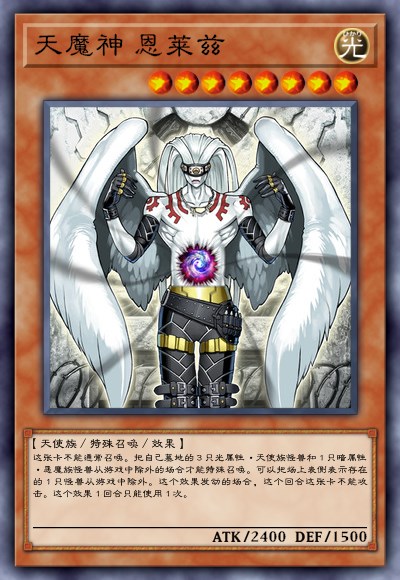 天魔神 恩莱兹
光
【天使族／特殊召唤／效果】
这张卡不能通常召唤。把自己墓地的3只光属性·天使族怪兽和1只暗属性
·恶魔族怪兽从游戏中除外的场合才能特殊召唤。可以把场上表侧表示存在
的1只怪兽从游戏中除外。这个效果发动的场合，这个回合这张卡不能攻
击。这个效果1回合只能使用1次。
ATK/2400 DEF/1500